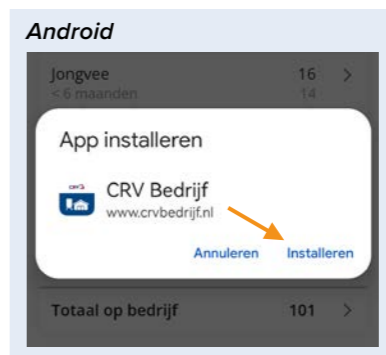 Android
Jongvee 16 >
< 6 maanden 14
App installeren
CRV Bedrijf
www.crvbedrijf.nl
Annuleren Installeren
Totaal op bedrijf 101 >